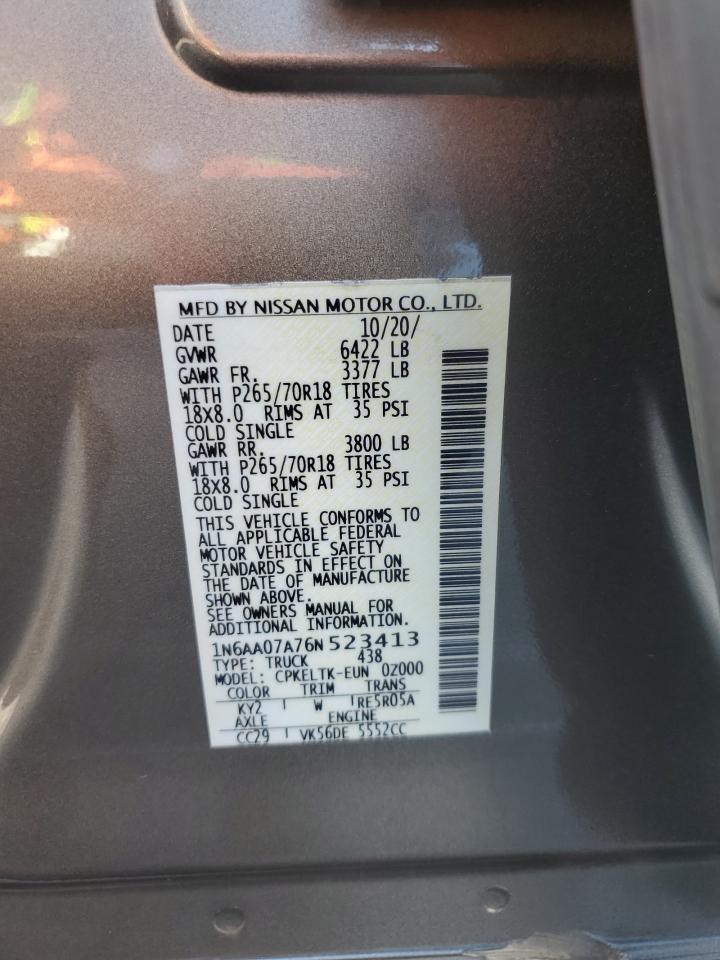 MFD BY NISSAN MOTOR CO., LTD.
DATE 10/20/
GVWR 6422 LB
GAWR FR. 3377 LB
WITH P265/70R18 TIRES
18X8.0 RIMS AT 35 PSI
COLD SINGLE
GAWR RR. 3800 LB
WITH P265/70R18 TIRES
18X8.0 RIMS AT 35 PSI
COLD SINGLE
THIS VEHICLE CONFORMS TO
ALL APPLICABLE FEDERAL
MOTOR VEHICLE SAFETY
STANDARDS IN EFFECT ON
THE DATE OF MANUFACTURE
SHOWN ABOVE.
SEE OWNERS MANUAL FOR
ADDITIONAL INFORMATION.
1N6AA07A76N523413
TYPE: TRUCK 438
MODEL: CPKELTK-EUN 0Z000
COLOR TRIM TRANS
KY2 W RE5R05A
AXLE ENGINE
CC29 VK56DE 5552CC